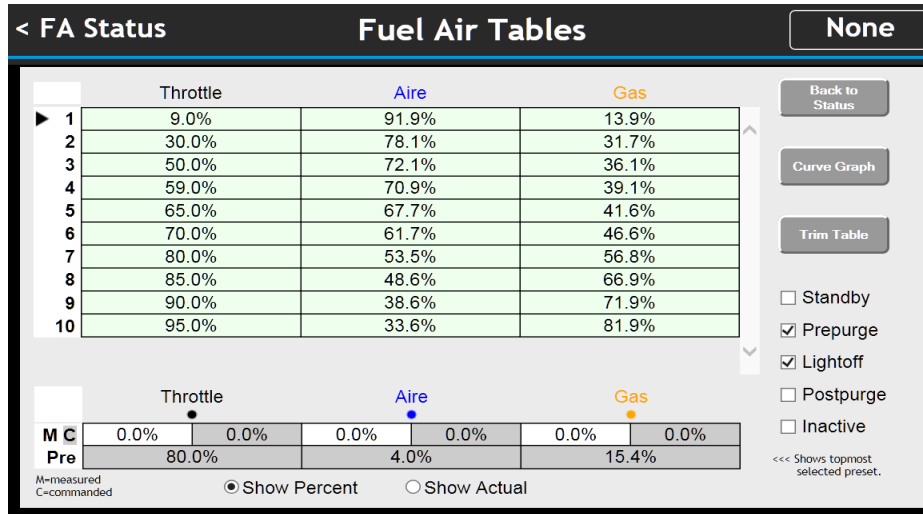 < FA Status Fuel Air Tables None
Throttle Aire Gas Back to Status
1 9.0% 91.9% 13.9%
2 30.0% 78.1% 31.7%
3 50.0% 72.1% 36.1% Curve Graph
4 59.0% 70.9% 39.1%
5 65.0% 67.7% 41.6%
6 70.0% 61.7% 46.6% Trim Table
7 80.0% 53.5% 56.8%
8 85.0% 48.6% 66.9%
9 90.0% 38.6% 71.9% Standby
10 95.0% 33.6% 81.9% Prepurge
Lightoff
Throttle Aire Gas Postpurge
M C 0.0% 0.0% 0.0% 0.0% 0.0% 0.0% Inactive
Pre 80.0% 4.0% 15.4% <<< Shows topmost
selected preset.
M=measured
C=commanded Show Percent Show Actual